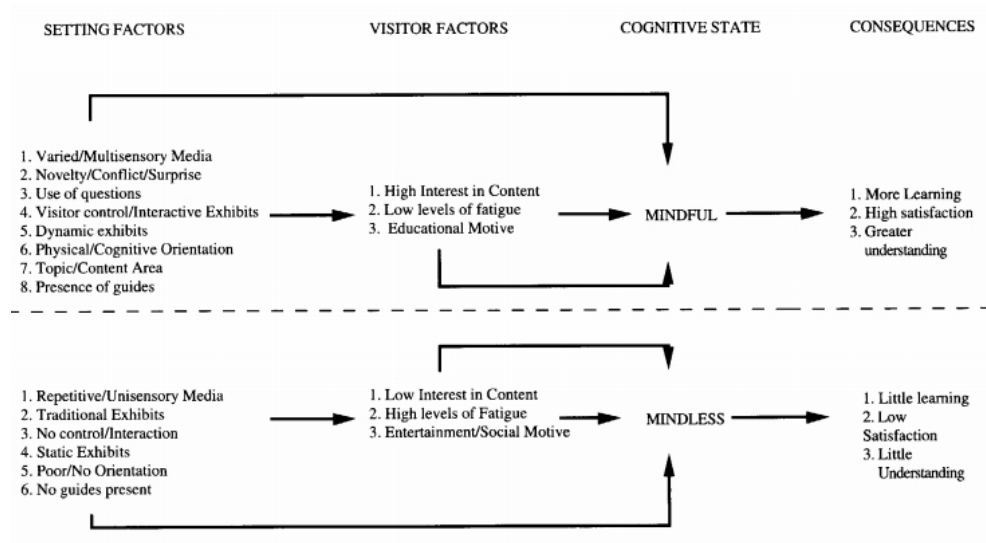 SETTING FACTORS
VISITOR FACTORS
COGNITIVE STATE
CONSEQUENCES
1. Varied/Multisensory Media
2. Novelty/Conflict/Surprise
3. Use of questions
4. Visitor control/Interactive Exhibits
5. Dynamic exhibits
6. Physical/Cognitive Orientation
7. Topic/Content Area
8. Presence of guides
1. High Interest in Content
2. Low levels of fatigue
3. Educational Motive
MINDFUL
1. More Learning
2. High satisfaction
3. Greater
understanding
1. Repetitive/Unisensory Media
2. Traditional Exhibits
3. No control/Interaction
4. Static Exhibits
5. Poor/No Orientation
6. No guides present
1. Low Interest in Content
2. High levels of Fatigue
3. Entertainment/Social Motive
MINDLESS
1. Little learning
2. Low
Satisfaction
3. Little
Understanding